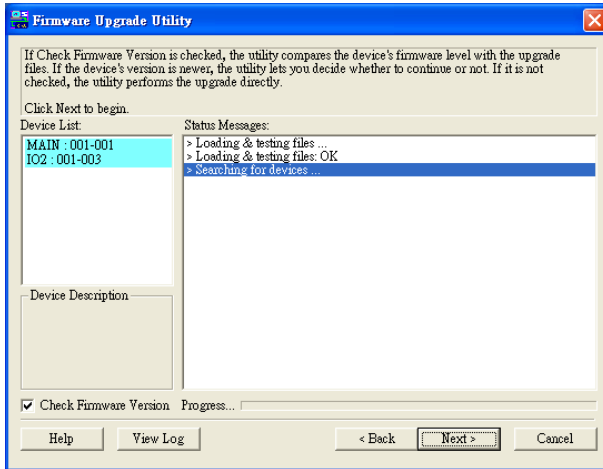 Firmware Upgrade Utility
If Check Firmware Version is checked, the utility compares the device's firmware level with the upgrade
files. If the device's version is newer, the utility lets you decide whether to continue or not. If it is not
checked, the utility performs the upgrade directly.
Click Next to begin.
Device List:
Status Messages:
MAIN : 001-001
IO2 : 001-003
> Loading & testing files ...
> Loading & testing files: OK
> Searching for devices ...
Device Description
Check Firmware Version
Progress...
Help
View Log
< Back
Next >
Cancel